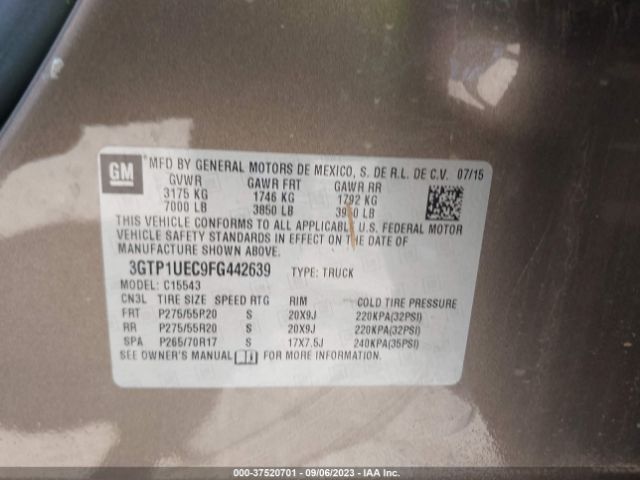 GM
MFD BY GENERAL MOTORS DE MEXICO, S. DE R.L. DE C.V. 07/15
GVWR GAWR FRT GAWR RR
3175 KG 1746 KG 1792 KG
7000 LB 3850 LB 3950 LB
THIS VEHICLE CONFORMS TO ALL APPLICABLE U.S. FEDERAL MOTOR
VEHICLE SAFETY STANDARDS IN EFFECT ON THE DATE OF
MANUFACTURE SHOWN ABOVE.
3GTP1UEC9FG442639 TYPE: TRUCK
MODEL: C15543
CN3L TIRE SIZE SPEED RTG RIM COLD TIRE PRESSURE
FRT P275/55R20 S 20X9J 220KPA(32PSI)
RR P275/55R20 S 20X9J 220KPA(32PSI)
SPA P265/70R17 S 17X7.5J 240KPA(35PSI)
SEE OWNER'S MANUAL FOR MORE INFORMATION.
000-37520701 - 09/06/2023 - IAA Inc.